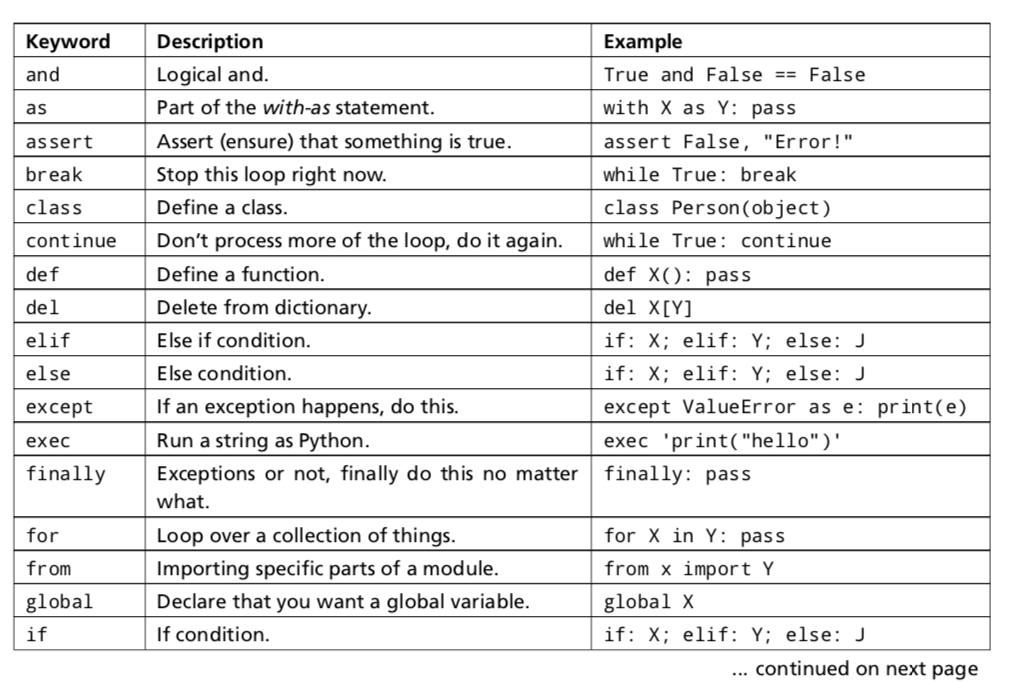 Keyword Description Example
and Logical and. True and False == False
as Part of the with-as statement. with X as Y: pass
assert Assert (ensure) that something is true. assert False, "Error!"
break Stop this loop right now. while True: break
class Define a class. class Person(object)
continue Don’t process more of the loop, do it again. while True: continue
def Define a function. def X(): pass
del Delete from dictionary. del X[Y]
elif Else if condition. if: X; elif: Y; else: J
else Else condition. if: X; elif: Y; else: J
except If an exception happens, do this. except ValueError as e: print(e)
exec Run a string as Python. exec 'print("hello")'
finally Exceptions or not, finally do this no matter finally: pass
what.
for Loop over a collection of things. for X in Y: pass
from Importing specific parts of a module. from x import Y
global Declare that you want a global variable. global X
if If condition. if: X; elif: Y; else: J
... continued on next page